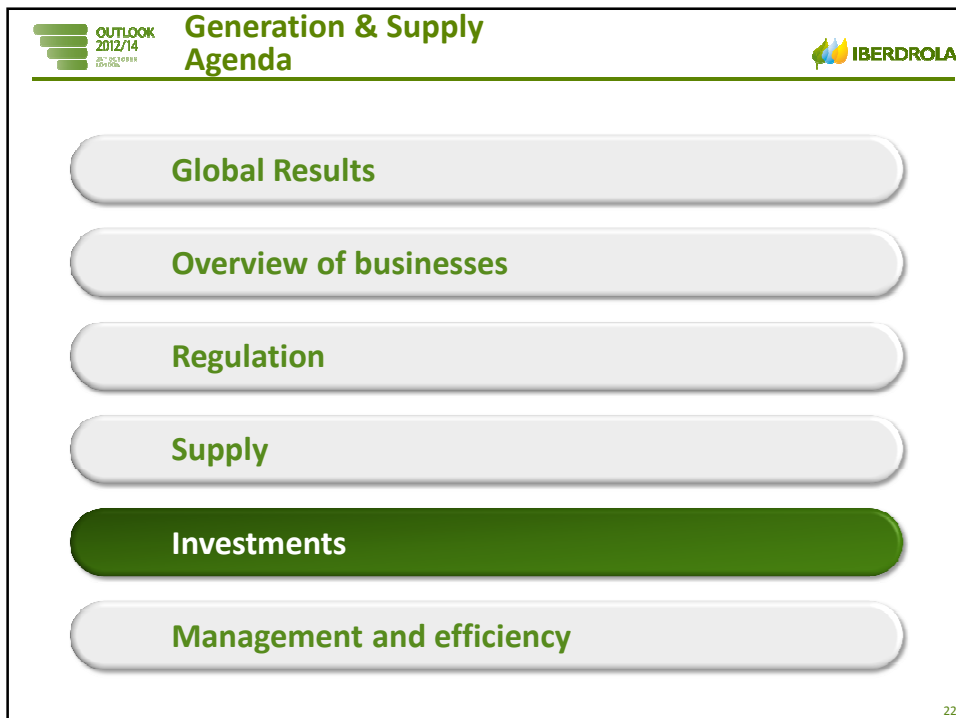 OUTLOOK
2012/14
LONDON
Generation & Supply
Agenda
IBERDROLA
Global Results
Overview of businesses
Regulation
Supply
Investments
Management and efficiency
22